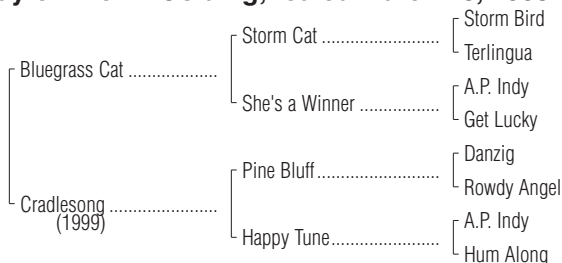 Storm Bird
Storm Cat ..........................
Terlingua
Bluegrass Cat ....................
A.P. Indy
She's a Winner ..................
Get Lucky
Danzig
Pine Bluff............................
Rowdy Angel
Cradlesong ........................
(1999)
A.P. Indy
Happy Tune........................
Hum Along